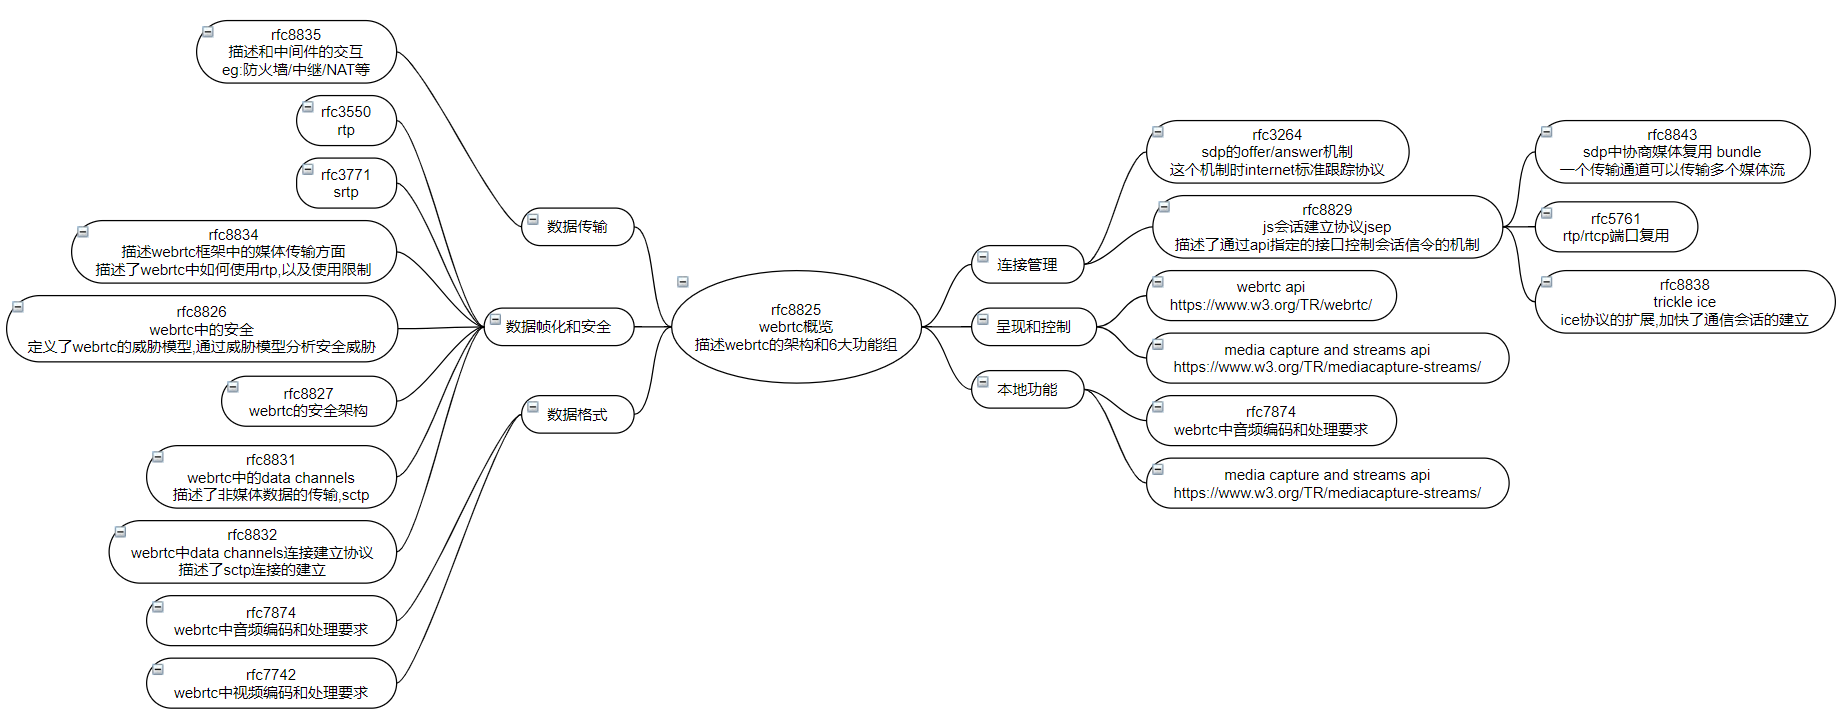 rfc8835
描述和中间件的交互
eg:防火墙/中继/NAT等
rfc3550
rtp
rfc3771
srtp
rfc8834
描述webrtc框架中的媒体传输方面
描述了webrtc中如何使用rtp,以及使用限制
rfc8826
webrtc中的安全
定义了webrtc的威胁模型,通过威胁模型分析安全威胁
rfc8827
webrtc的安全架构
rfc8831
webrtc中的data channels
描述了非媒体数据的传输,sctp
rfc8832
webrtc中data channels连接建立协议
描述了sctp连接的建立
rfc7874
webrtc中音频编码和处理要求
rfc7742
webrtc中视频编码和处理要求
数据传输
数据帧化和安全
数据格式
rfc8825
webrtc概览
描述webrtc的架构和6大功能组
连接管理
呈现和控制
本地功能
rfc3264
sdp的offer/answer机制
这个机制时internet标准跟踪协议
rfc8829
js会话建立协议jsep
描述了通过api指定的接口控制会话信令的机制
webrtc api
https://www.w3.org/TR/webrtc/
media capture and streams api
https://www.w3.org/TR/mediacapture-streams/
rfc7874
webrtc中音频编码和处理要求
media capture and streams api
https://www.w3.org/TR/mediacapture-streams/
rfc8843
sdp中协商媒体复用 bundle
一个传输通道可以传输多个媒体流
rfc5761
rtp/rtcp端口复用
rfc8838
trickle ice
ice协议的扩展,加快了通信会话的建立